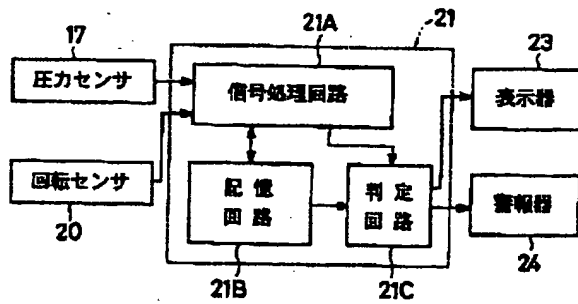 21A
21
17
圧力センサ
信号処理回路
23
表示器
回転センサ
20
記憶
回路
判定
回路
警報器
24
21B
21C